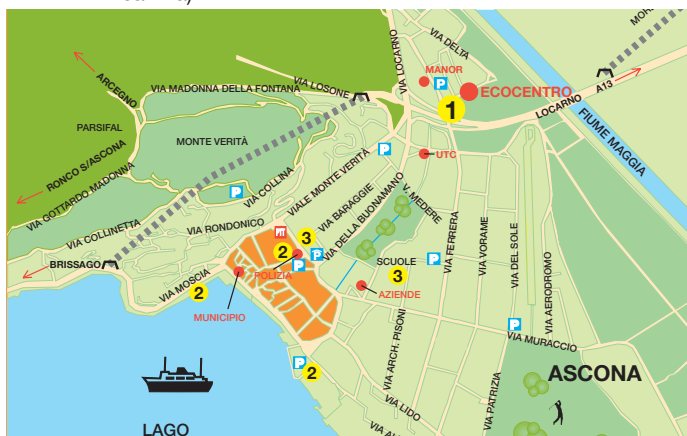 MORS
VIA DELTA
VIA LOCARNO
MANOR
P
ECOCENTRO
1
VIA LOSONE
A13
LOCARNO
ARCEGNO
VIA MADONNA DELLA FONTANA
FIUME MAGGIA
PARSIFAL
MONTE VERITÀ
UTC
P
RONCO S/ASCONA
VIA GOTTARDO MADONNA
VIA COLLINA
P
VIALE MONTE VERITÀ
VIA BARAGGIE
V. MEDERE
VIA DELLA BUONAMANO
VIA COLLINETTA
VIA RONDONICO
VIA FERRERA
VIA VORAME
VIA DEL SOLE
VIA AERODROMO
3
2
P
BRISSAGO
POLIZIA
P
SCUOLE
3
P
VIA MOSCIA
2
AZIENDE
MUNICIPIO
VIA ARCH. PISONI
P
VIA MURACCIO
P
2
ASCONA
VIA LIDO
VIA PATRIZIA
LAGO